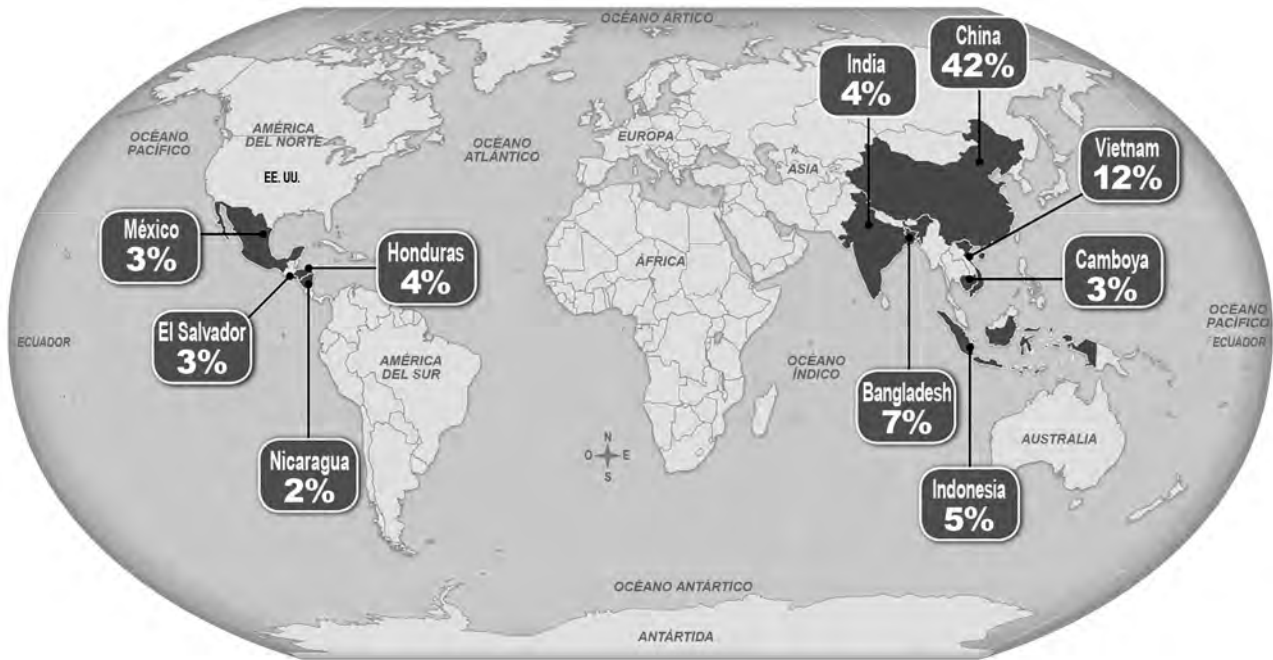 OCÉANO ÁRTICO
China
42%
India
4%
OCÉANO
PACÍFICO
AMÉRICA
DEL NORTE
OCÉANO
ATLÁNTICO
EUROPA
ASIA
Vietnam
12%
EE. UU.
México
3%
Honduras
4%
ÁFRICA
Camboya
3%
El Salvador
3%
ECUADOR
AMÉRICA
DEL SUR
OCÉANO
ÍNDICO
OCÉANO
PACÍFICO
ECUADOR
Bangladesh
7%
AUSTRALIA
Nicaragua
2%
N
O E
S
Indonesia
5%
OCÉANO ANTÁRTICO
ANTÁRTIDA